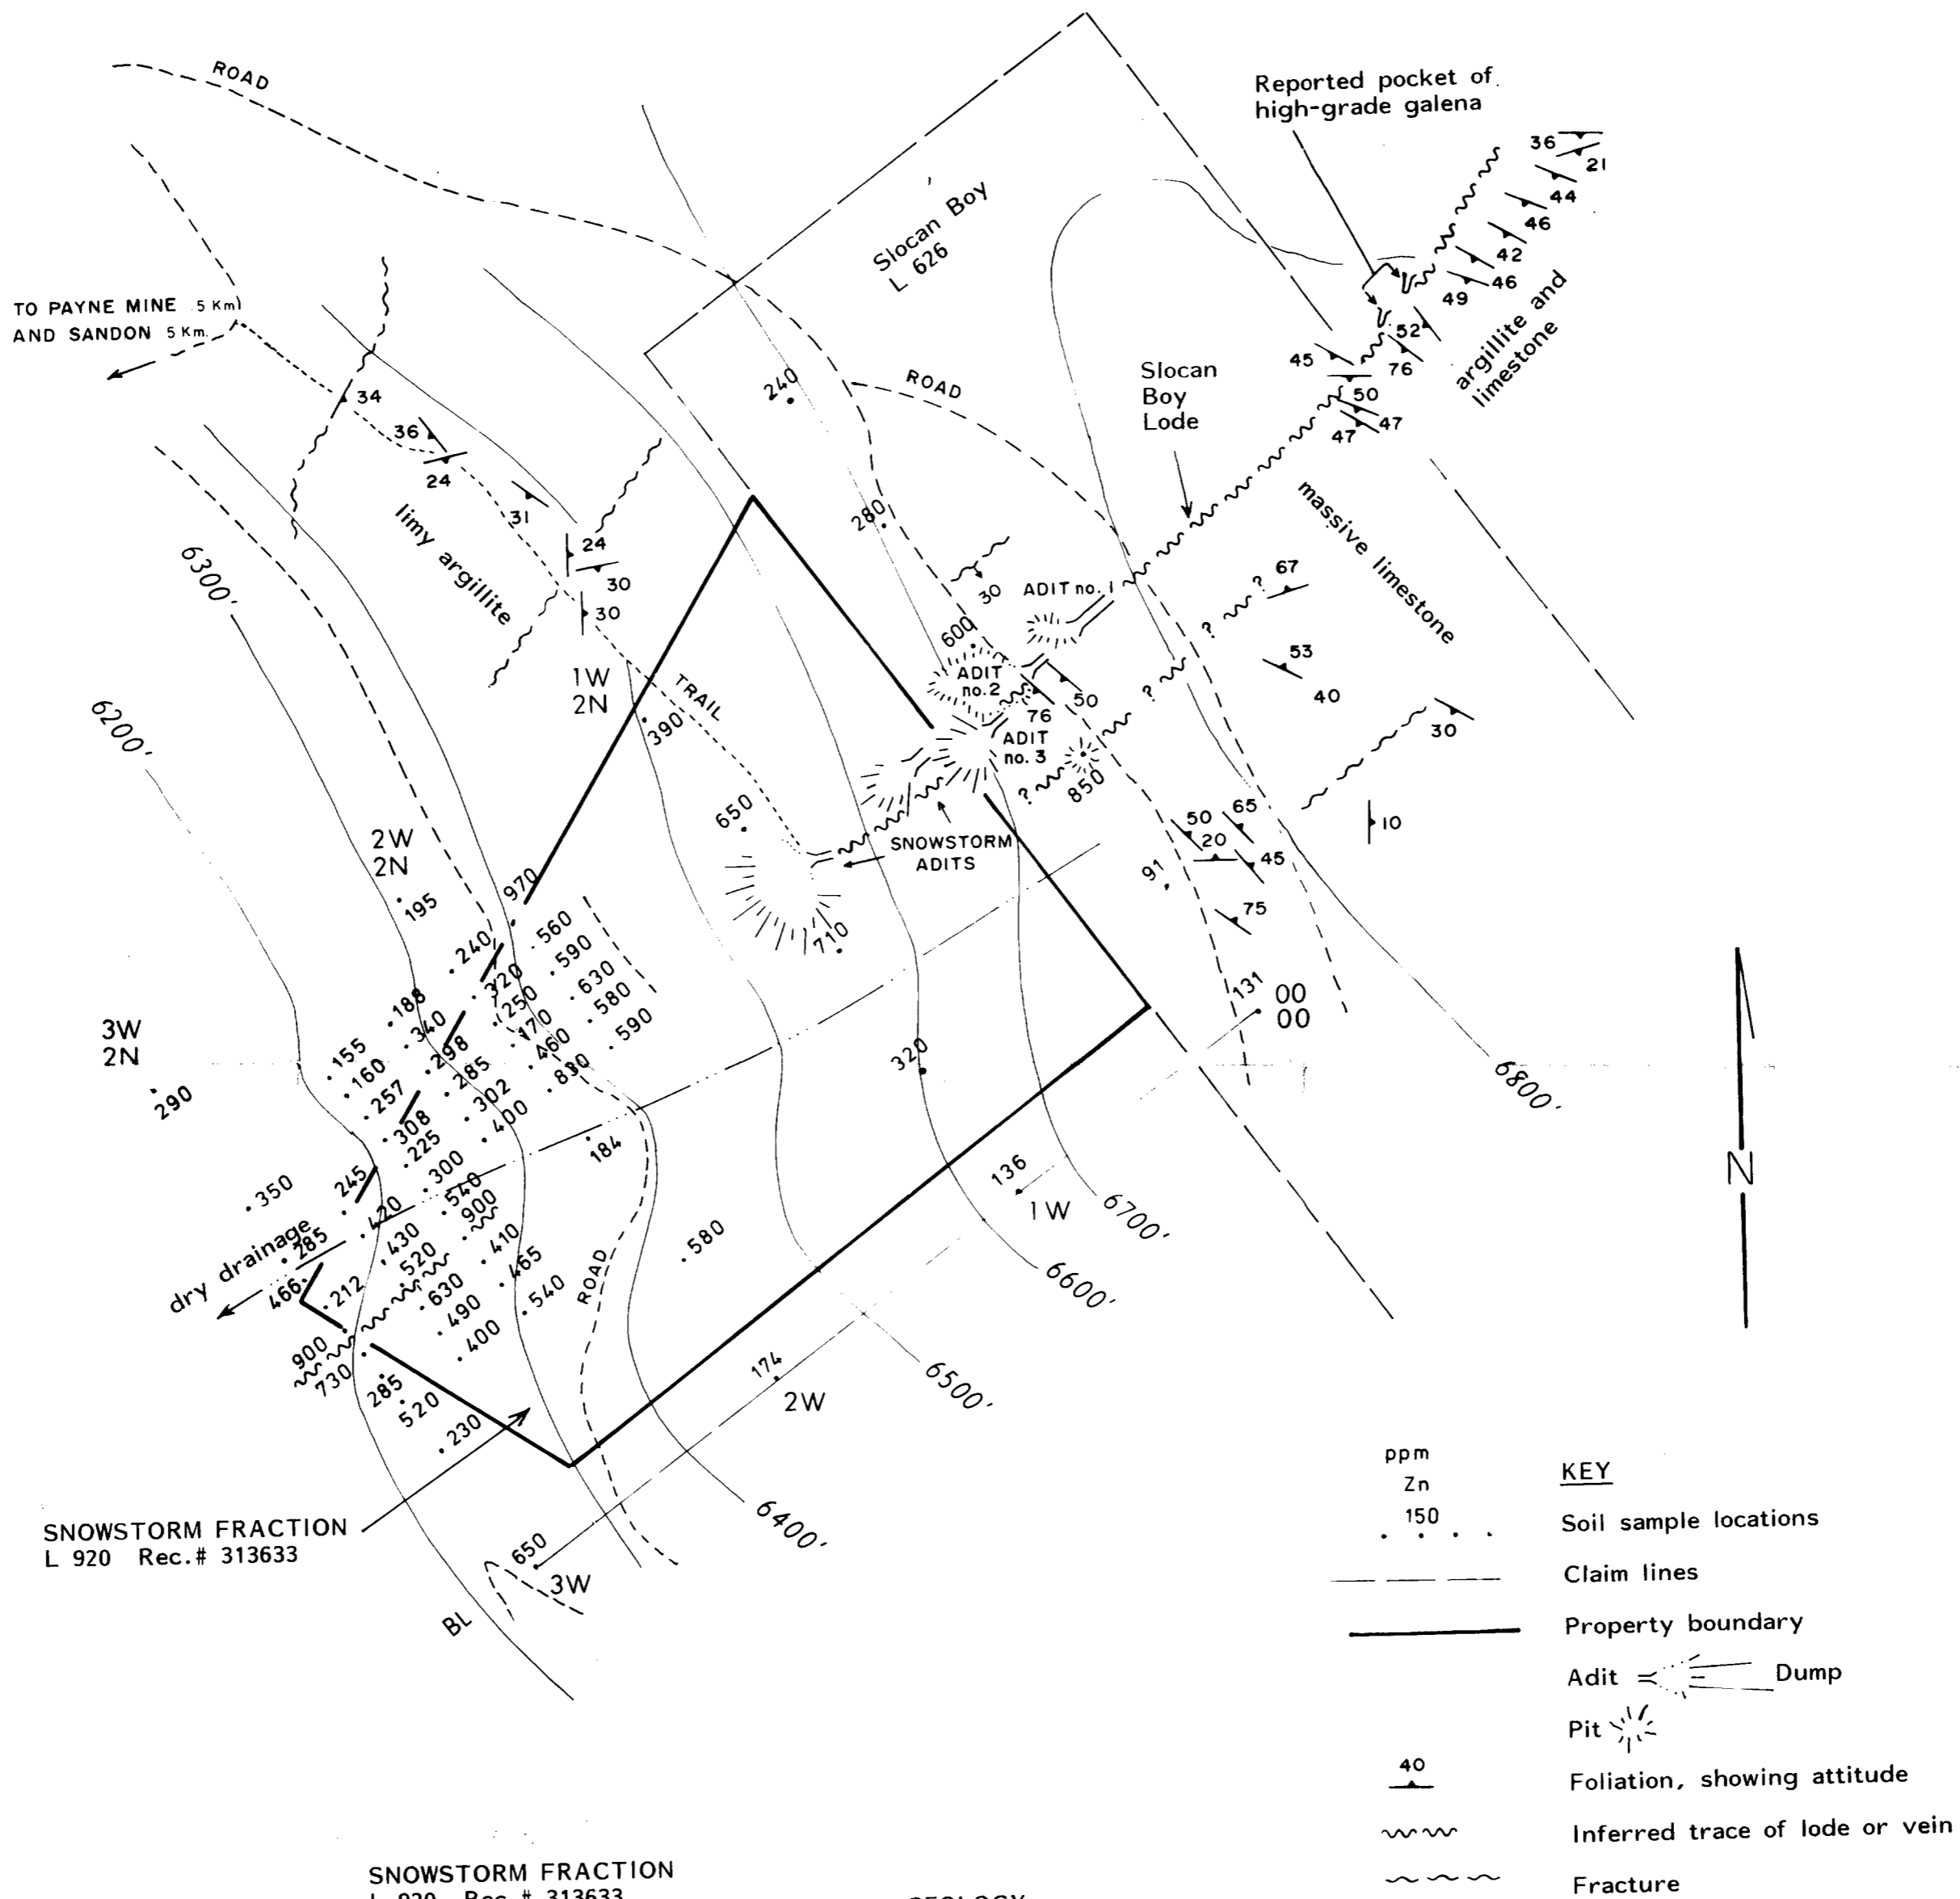 ROAD
Reported pocket of
high-grade galena
36
21
44
46
42
46
49
52
76
45
50
47
47
argillite and
limestone
Slocan Boy
L 626
TO PAYNE MINE .5 Km)
AND SANDON 5 Km.
34
36
24
31
24
30
30
limy argillite
240
ROAD
Slocan
Boy
Lode
280
massive limestone
67
30
ADIT no. 1
600
ADIT
no.2
76
50
ADIT
no. 3
850
?
?
?
?
53
40
30
10
6300'
6200'
1W
2N
TRAIL
390
650
SNOWSTORM
ADITS
710
50
65
20
45
91
75
131
00
00
2W
2N
195
970
560
240
590
320
630
250
580
188
170
590
340
460
298
830
155
285
160
302
257
400
308
225
184
3W
2N
290
320
6800'
300
350
245
540
420
900
dry drainage
285
430
410
520
465
466
212
630
540
490
900
400
730
285
520
230
ROAD
580
136
1W
6700'
6600'
174
2W
6500'
6400'
SNOWSTORM FRACTION
L 920 Rec.# 313633
650
3W
BL
N
ppm
Zn
KEY
150
Soil sample locations
Claim lines
Property boundary
Adit
Dump
Pit
40
Foliation, showing attitude
Inferred trace of lode or vein
Fracture
SNOWSTORM FRACTION
L 920 Rec.# 313633
GEOLOGY